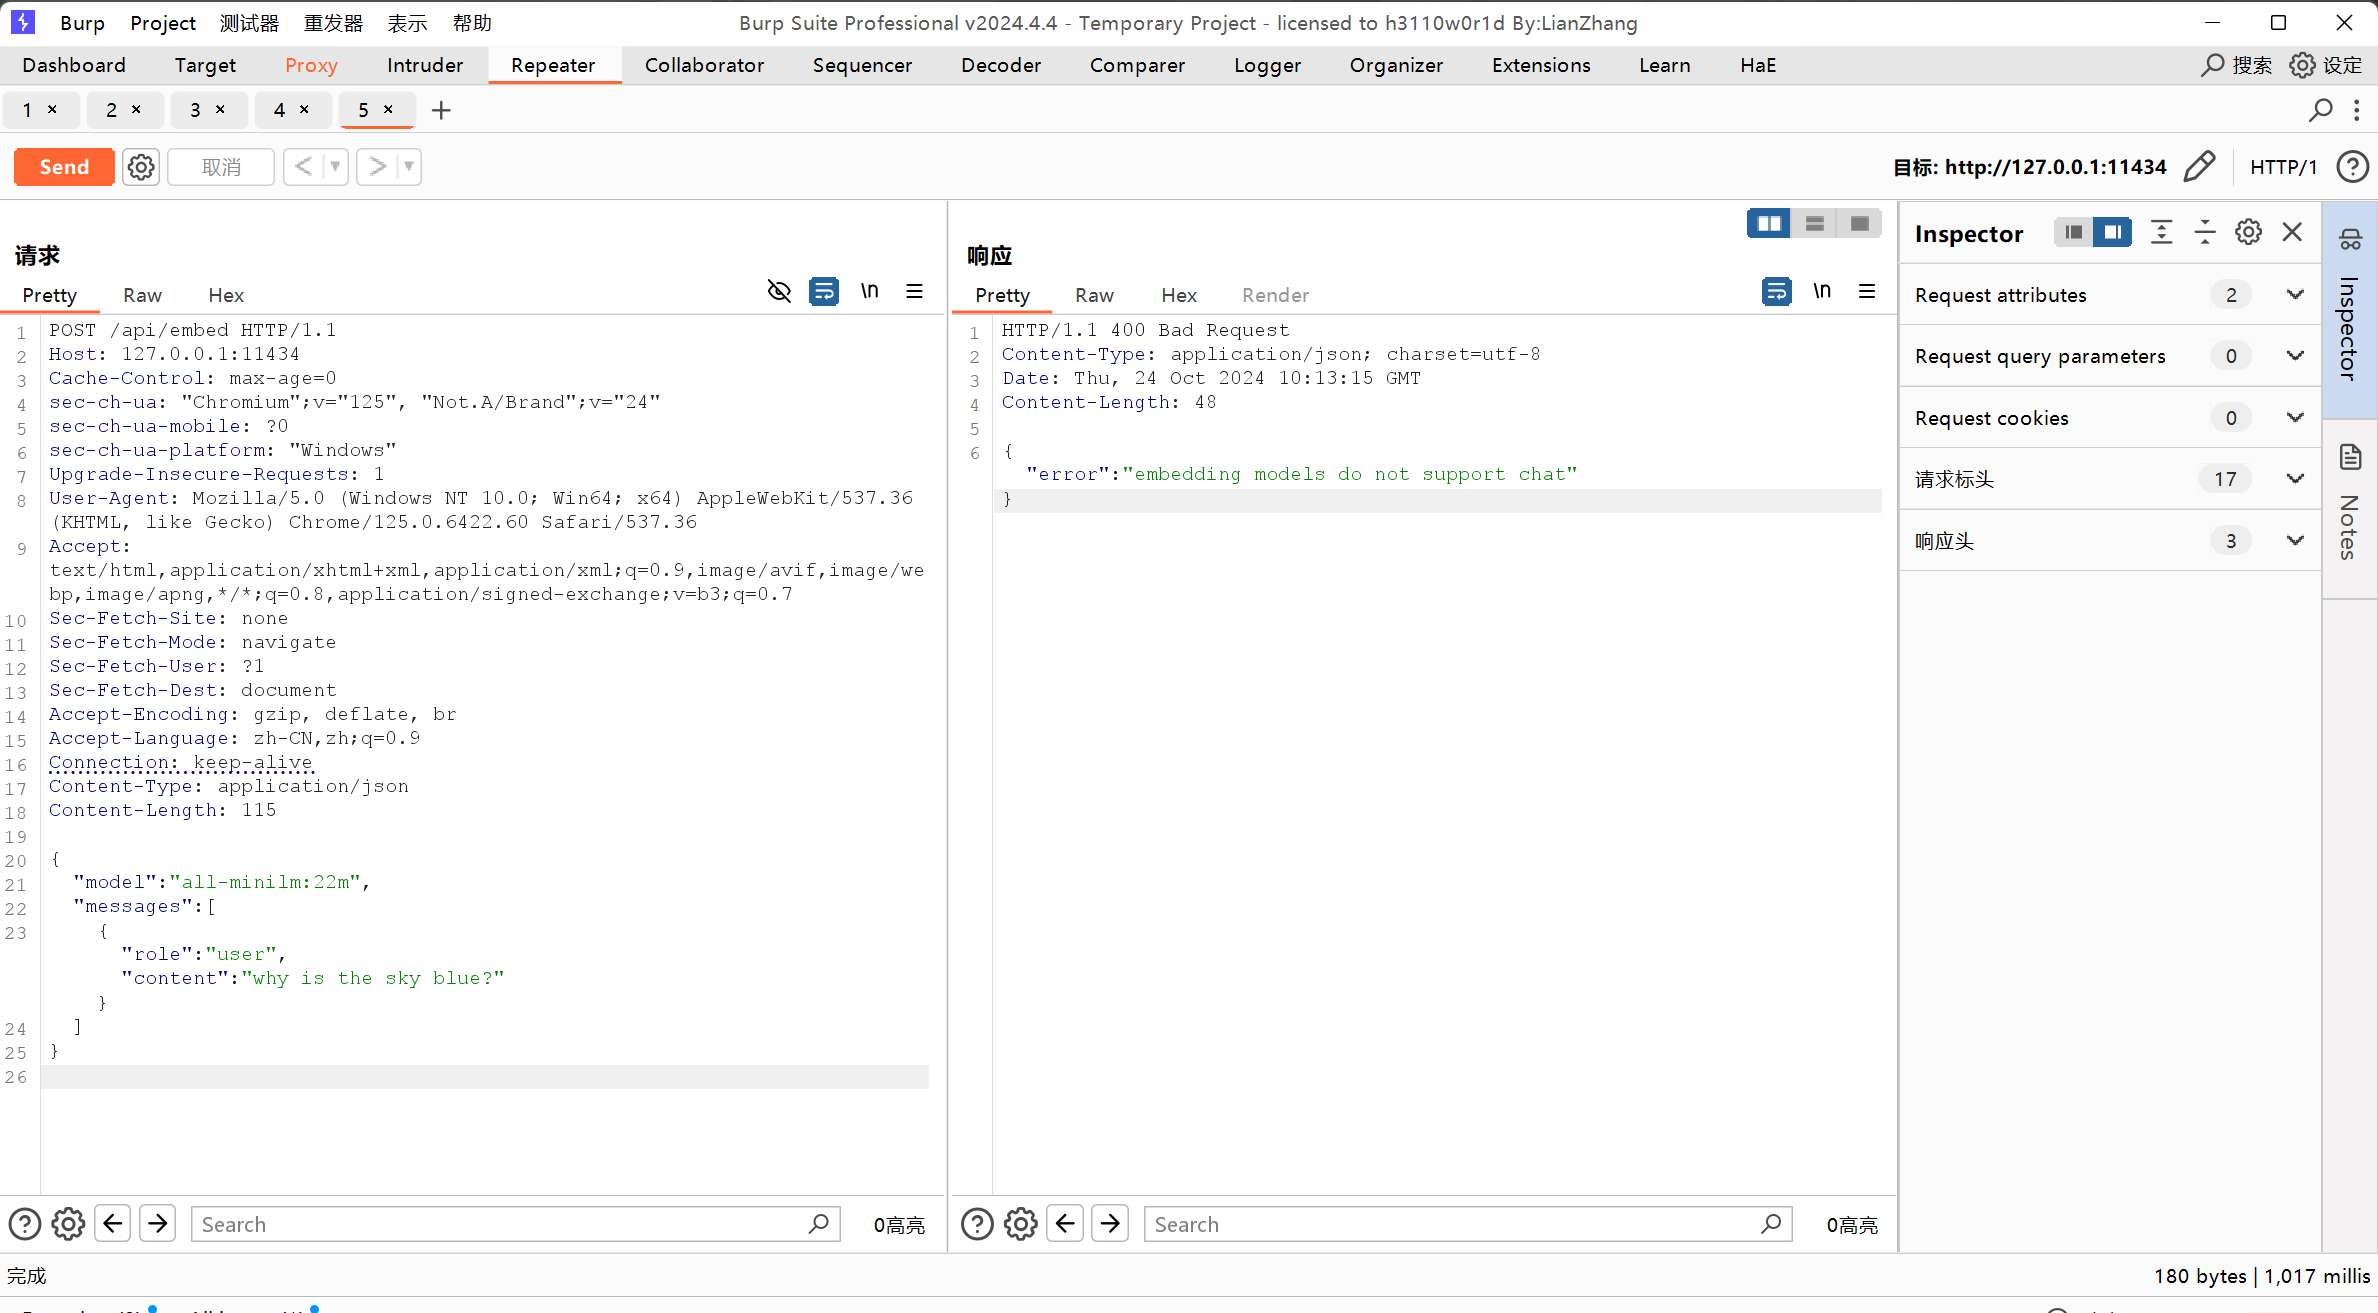 Burp Project 测试器 重发器 表示 帮助 Burp Suite Professional v2024.4.4 - Temporary Project - licensed to h3110w0r1d By:LianZhang
Dashboard Target Proxy Intruder Repeater Collaborator Sequencer Decoder Comparer Logger Organizer Extensions Learn HaE 搜索 设定
1 × 2 × 3 × 4 × 5 × +
Send 取消 < > 目标: http://127.0.0.1:11434 HTTP/1
请求
Pretty Raw Hex \n
1 POST /api/embed HTTP/1.1
2 Host: 127.0.0.1:11434
3 Cache-Control: max-age=0
4 sec-ch-ua: "Chromium";v="125", "Not.A/Brand";v="24"
5 sec-ch-ua-mobile: ?0
6 sec-ch-ua-platform: "Windows"
7 Upgrade-Insecure-Requests: 1
8 User-Agent: Mozilla/5.0 (Windows NT 10.0; Win64; x64) AppleWebKit/537.36
(KHTML, like Gecko) Chrome/125.0.6422.60 Safari/537.36
9 Accept:
text/html,application/xhtml+xml,application/xml;q=0.9,image/avif,image/we
bp,image/apng,*/*;q=0.8,application/signed-exchange;v=b3;q=0.7
10 Sec-Fetch-Site: none
11 Sec-Fetch-Mode: navigate
12 Sec-Fetch-User: ?1
13 Sec-Fetch-Dest: document
14 Accept-Encoding: gzip, deflate, br
15 Accept-Language: zh-CN,zh;q=0.9
16 Connection: keep-alive
17 Content-Type: application/json
18 Content-Length: 115
19
20 {
21 "model":"all-minilm:22m",
22 "messages":[
23 {
"role":"user",
"content":"why is the sky blue?"
}
24 ]
25 }
26
Search 0高亮
响应
Pretty Raw Hex Render \n
1 HTTP/1.1 400 Bad Request
2 Content-Type: application/json; charset=utf-8
3 Date: Thu, 24 Oct 2024 10:13:15 GMT
4 Content-Length: 48
5
6 {
"error":"embedding models do not support chat"
}
Search 0高亮
Inspector
Request attributes 2
Request query parameters 0
Request cookies 0
请求标头 17
响应头 3
Inspector
Notes
完成 180 bytes | 1,017 millis